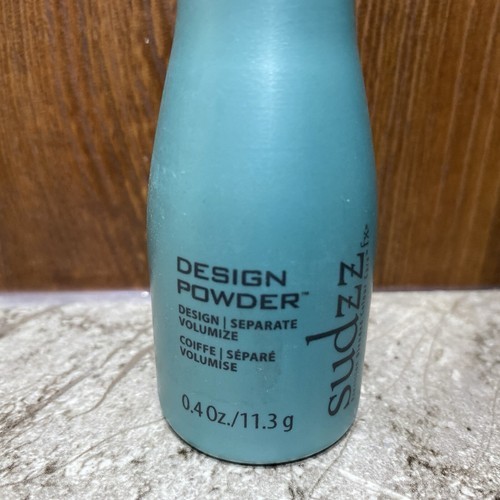 DESIGN
POWDER™
DESIGN | SEPARATE
VOLUMIZE
COIFFE | SÉPARÉ
VOLUMISE
0.4 Oz./11.3 g
sudzz fx®